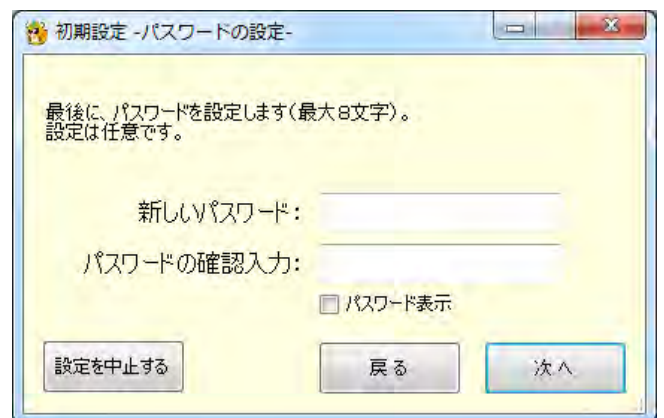 初期設定 -パスワードの設定-
最後に、パスワードを設定します(最大8文字)。
設定は任意です。
新しいパスワード:
パスワードの確認入力:
パスワード表示
設定を中止する 戻る 次へ